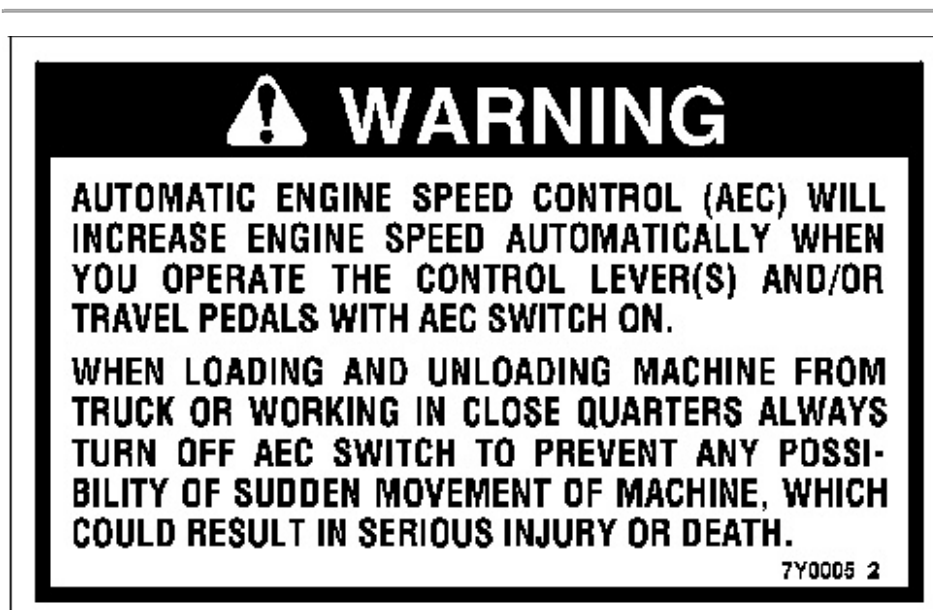 WARNING
AUTOMATIC ENGINE SPEED CONTROL (AEC) WILL
INCREASE ENGINE SPEED AUTOMATICALLY WHEN
YOU OPERATE THE CONTROL LEVER(S) AND/OR
TRAVEL PEDALS WITH AEC SWITCH ON.
WHEN LOADING AND UNLOADING MACHINE FROM
TRUCK OR WORKING IN CLOSE QUARTERS ALWAYS
TURN OFF AEC SWITCH TO PREVENT ANY POSSI-
BILITY OF SUDDEN MOVEMENT OF MACHINE, WHICH
COULD RESULT IN SERIOUS INJURY OR DEATH.
7Y0005 2